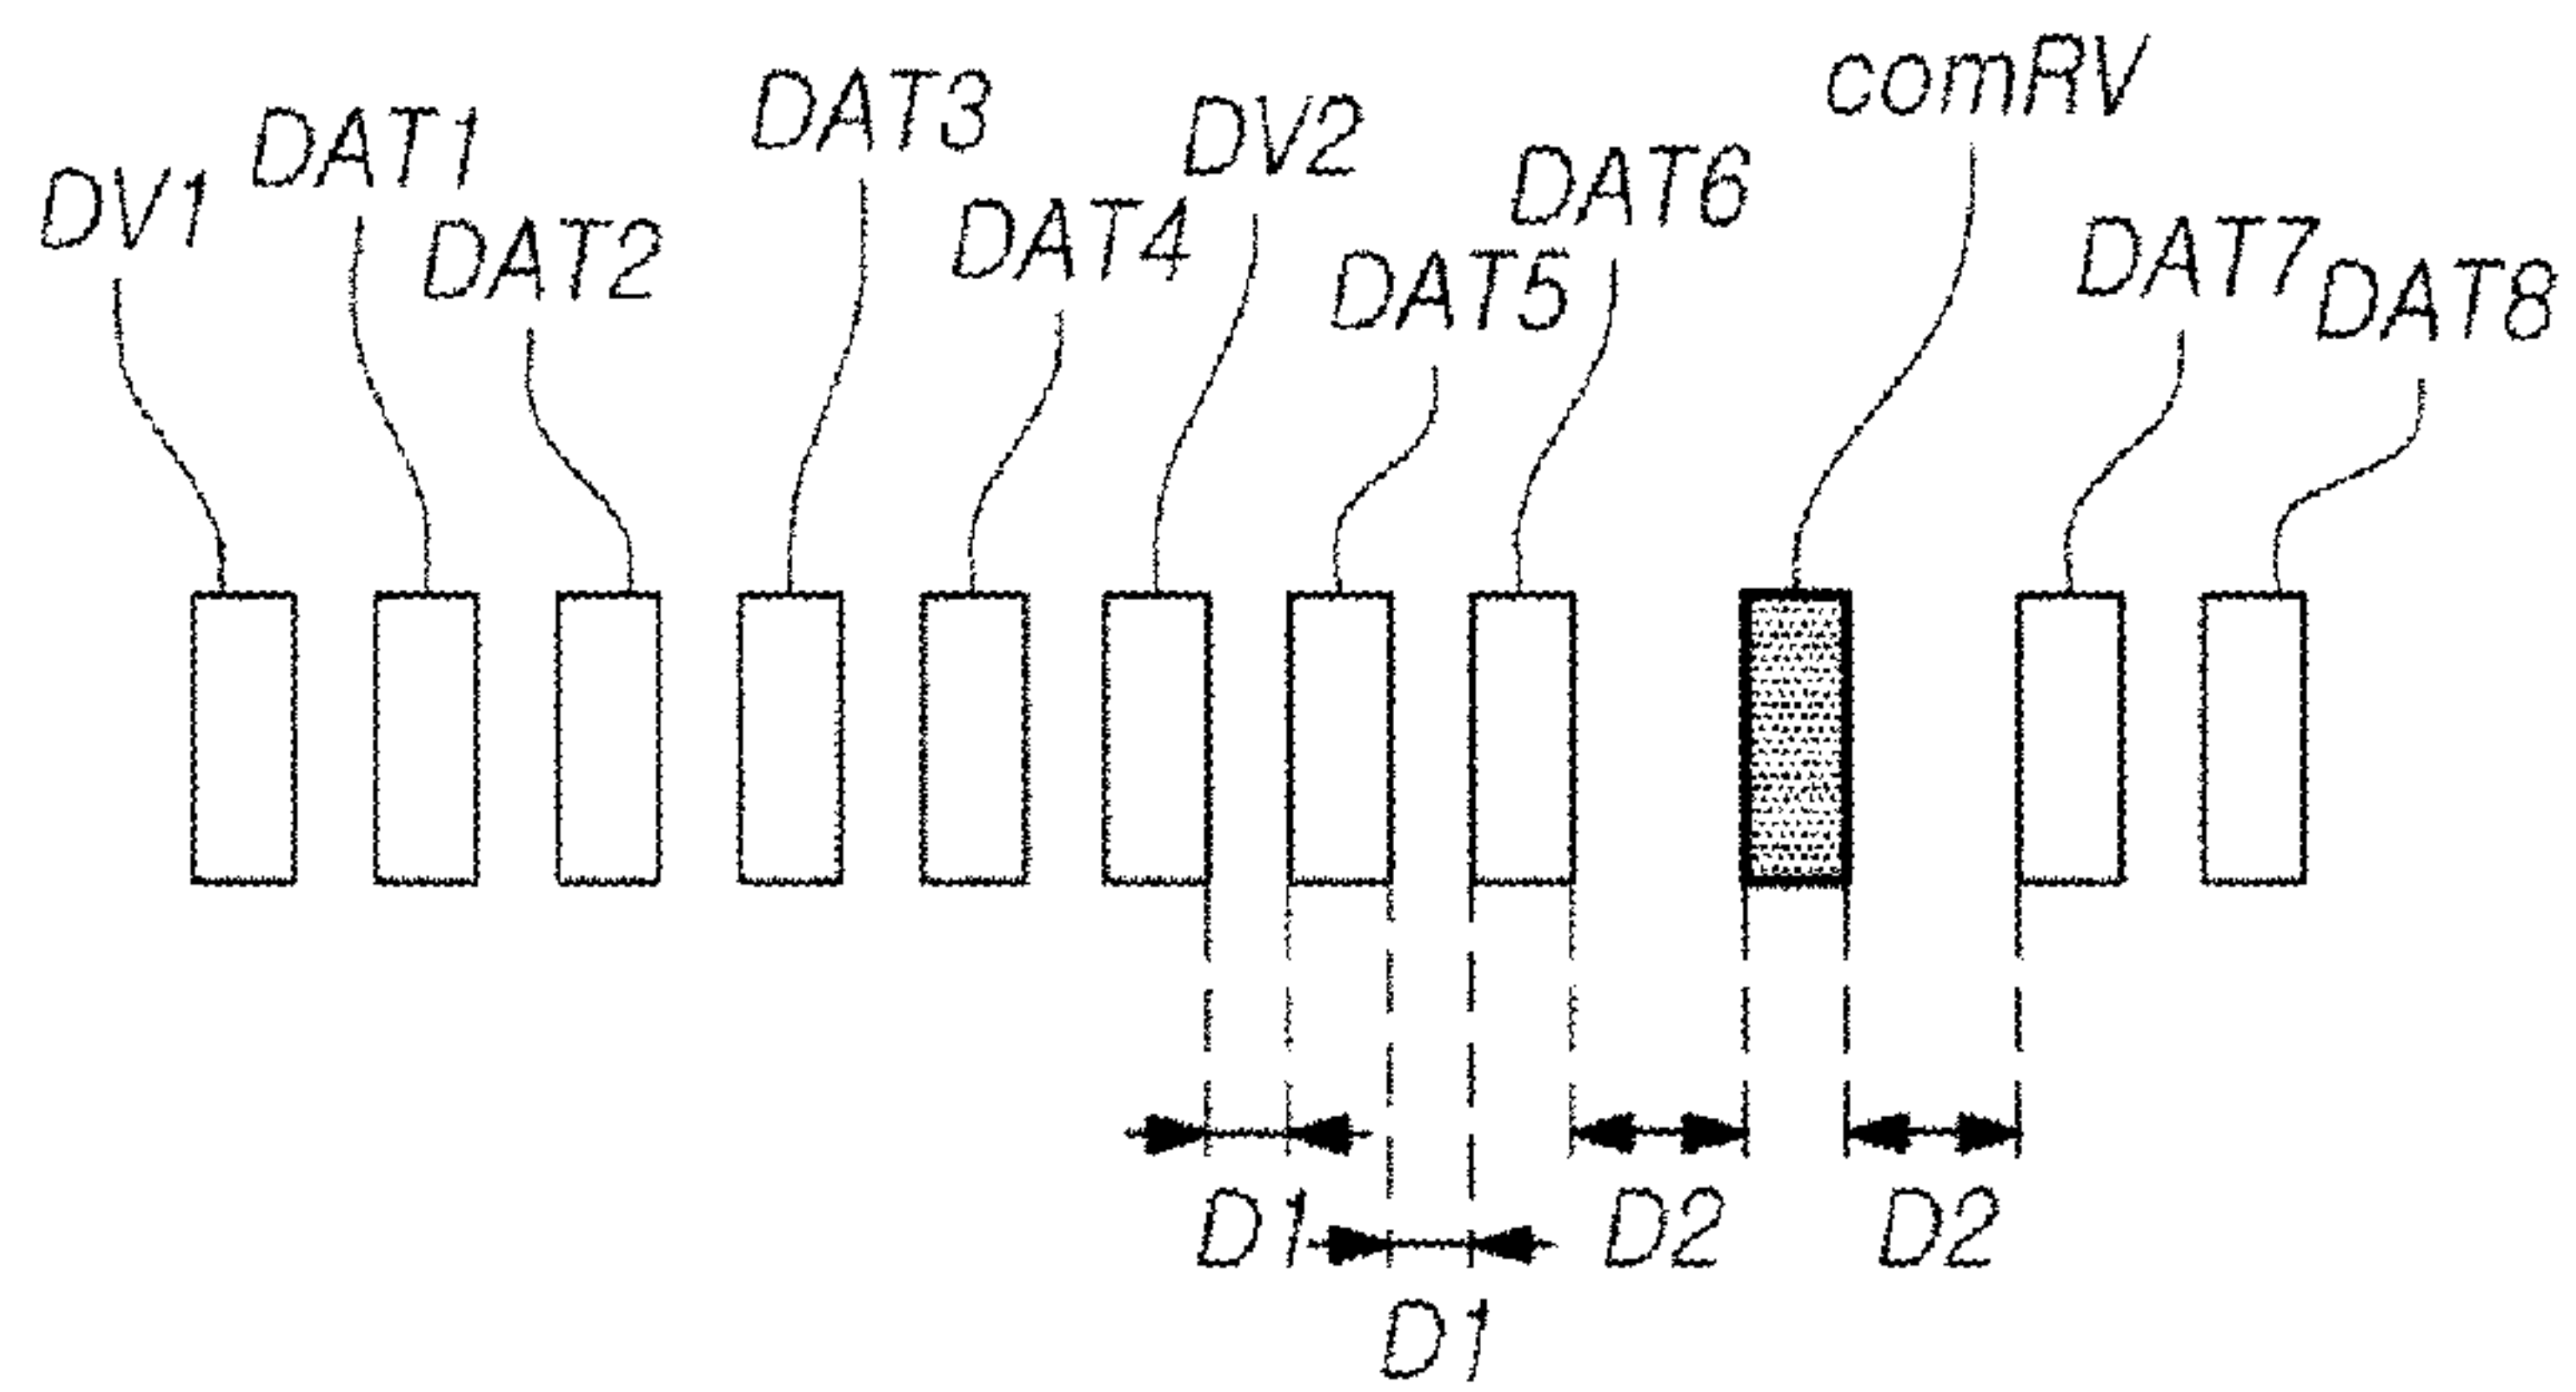 DV1
DAT1
DAT2
DAT3
DAT4
DV2
DAT5
DAT6
comRV
DAT7
DAT8
D1
D1
D2
D2